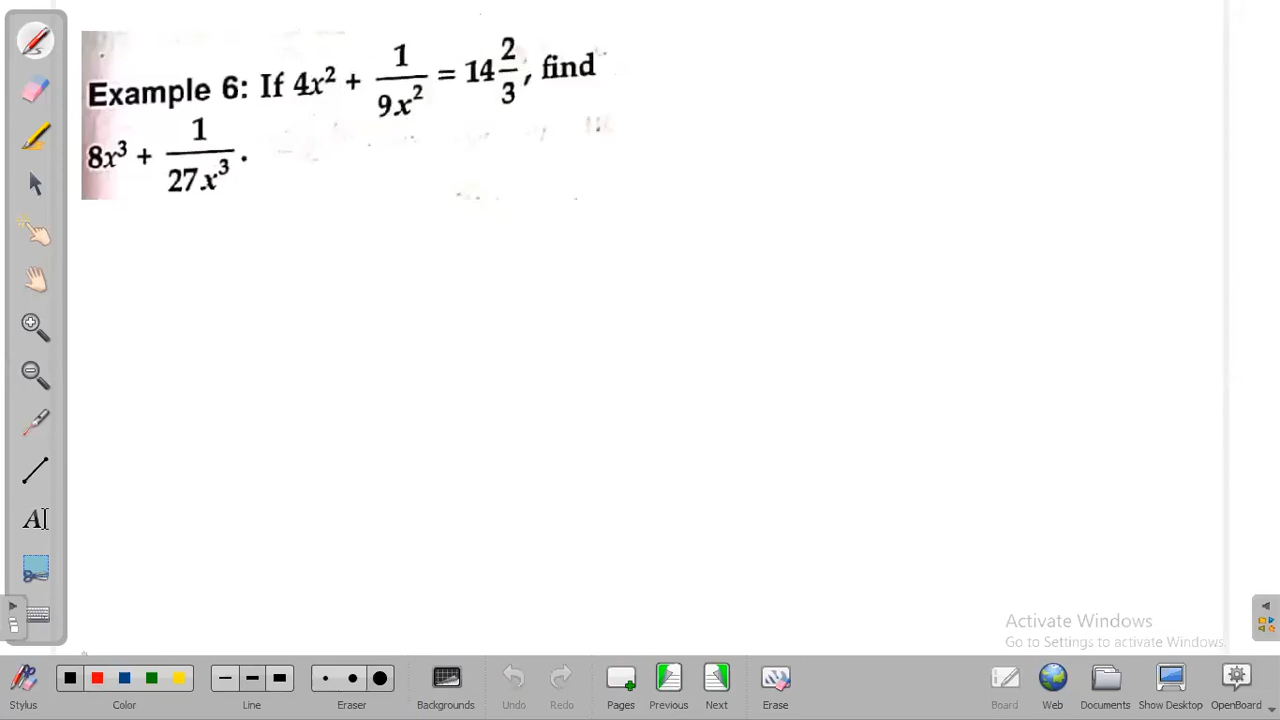 Example 6: If 4x² + 1/(9x²) = 14 2/3, find
8x³ + 1/(27x³).
Activate Windows
Go to Settings to activate Windows.
Stylus
Color
Line
Eraser
Backgrounds
Undo
Redo
Pages
Previous
Next
Erase
Board
Web
Documents
Show Desktop
OpenBoard